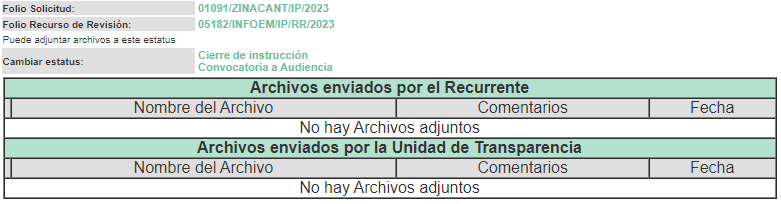 Folio Solicitud: 01091/ZINACANT/IP/2023
Folio Recurso de Revisión: 05182/INFOEM/IP/RR/2023
Puede adjuntar archivos a este estatus
Cambiar estatus: Cierre de instrucción
Convocatoria a Audiencia
Archivos enviados por el Recurrente
Nombre del Archivo Comentarios Fecha
No hay Archivos adjuntos
Archivos enviados por la Unidad de Transparencia
Nombre del Archivo Comentarios Fecha
No hay Archivos adjuntos